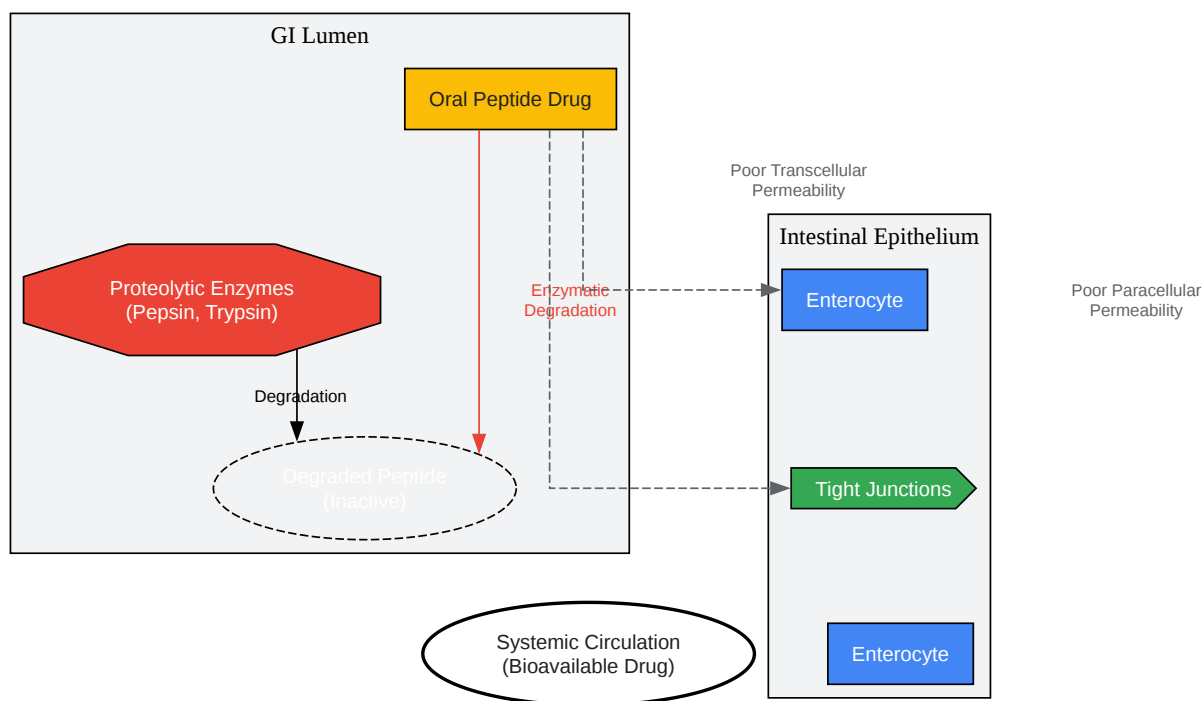 GI Lumen
Oral Peptide Drug
Poor Transcellular
Permeability
Intestinal Epithelium
Proteolytic Enzymes
(Pepsin, Trypsin)
Enzymatic
Degradation
Enterocyte
Poor Paracellular
Permeability
Degradation
Degraded Peptide
(Inactive)
Tight Junctions
Systemic Circulation
(Bioavailable Drug)
Enterocyte